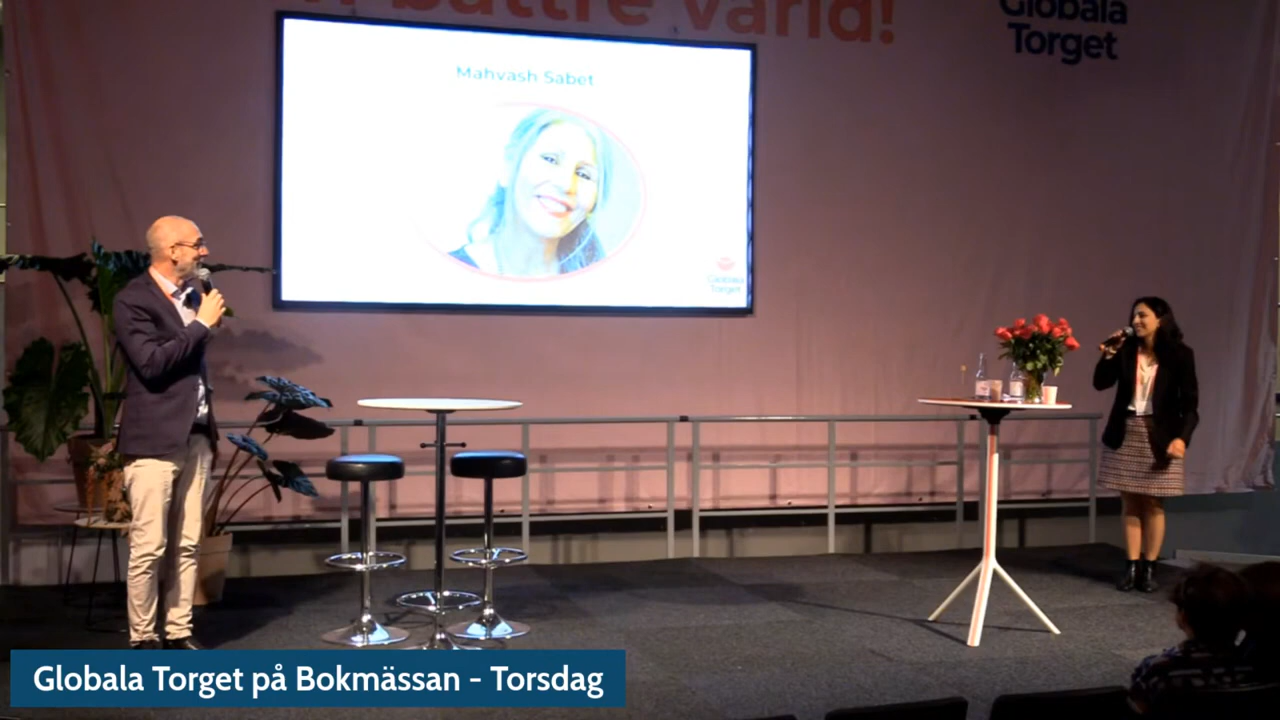 bättre värld!
Globala
Torget
Mahvash Sabet
Globala
Torget
Globala Torget på Bokmässan - Torsdag